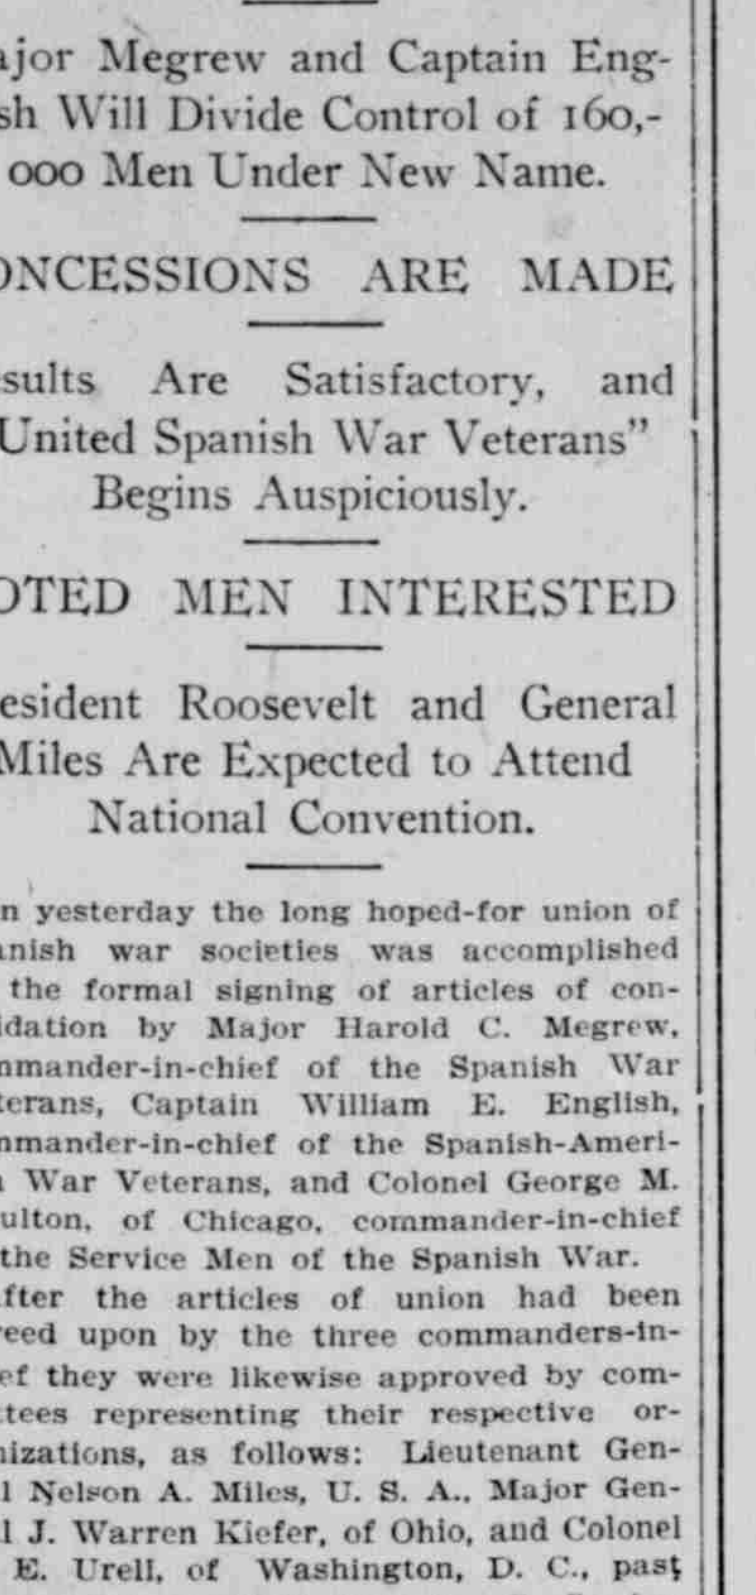 ajor Megrew and Captain Eng-
sh Will Divide Control of 160,-
000 Men Under New Name.
ONCESSIONS ARE MADE
sults Are Satisfactory, and
United Spanish War Veterans"
Begins Auspiciously.
OTED MEN INTERESTED
esident Roosevelt and General
Miles Are Expected to Attend
National Convention.
n yesterday the long hoped-for union of
anish war societies was accomplished
the formal signing of articles of con-
idation by Major Harold C. Megrew,
mmander-in-chief of the Spanish War
terans, Captain William E. English,
mmander-in-chief of the Spanish-Ameri-
n War Veterans, and Colonel George M.
ulton, of Chicago, commander-in-chief
the Service Men of the Spanish War.
fter the articles of union had been
reed upon by the three commanders-in-
ef they were likewise approved by com-
tees representing their respective or-
nizations, as follows: Lieutenant Gen-
l Nelson A. Miles, U. S. A., Major Gen-
l J. Warren Kiefer, of Ohio, and Colonel
E. Urell, of Washington, D. C., past